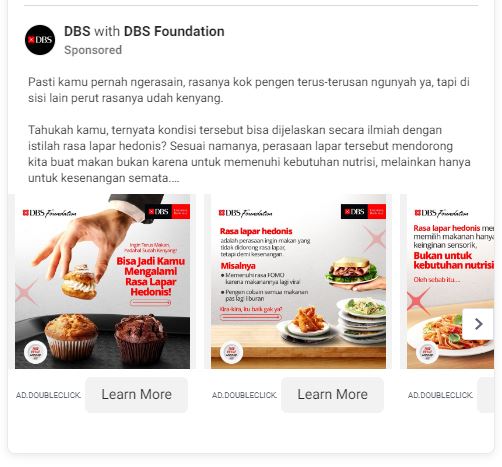 DBS
DBS with DBS Foundation
Sponsored
Pasti kamu pernah ngerasain, rasanya kok pengen terus-terusan ngunyah ya, tapi di
sisi lain perut rasanya udah kenyang.
Tahukah kamu, ternyata kondisi tersebut bisa dijelaskan secara ilmiah dengan
istilah rasa lapar hedonis? Sesuai namanya, perasaan lapar tersebut mendorong
kita buat makan bukan karena untuk memenuhi kebutuhan nutrisi, melainkan hanya
untuk kesenangan semata....
DBS Foundation
DBS
Ingin Terus Makan,
Padahal Sudah Kenyang?
Bisa Jadi Kamu
Mengalami
Rasa Lapar
Hedonis!
DBS Foundation
DBS
Rasa lapar hedonis
adalah perasaan ingin makan yang
tidak didorong rasa lapar,
tetapi demi kesenangan.
Misalnya
Memenuhi rasa FOMO
karena makanannya lagi viral
Pengen cobain semua makanan
pas lagi liburan
Kira-kira, itu baik gak ya?
DBS Foundation
Rasa lapar hedonis mem
memilih makanan hanya
keinginan sensorik,
Bukan untuk
kebutuhan nutrisi
Oleh sebab itu....
AD.DOUBLECLICK.
Learn More
AD.DOUBLECLICK.
Learn More
AD.DOUBLECLICK.